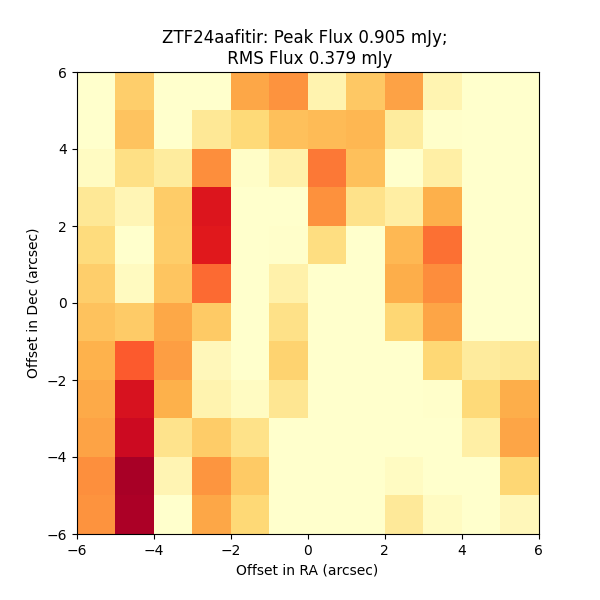 ZTF24aafitir: Peak Flux 0.905 mJy;
RMS Flux 0.379 mJy
6
4
2
0
−2
−4
−6
Offset in Dec (arcsec)
−6 −4 −2 0 2 4 6
Offset in RA (arcsec)